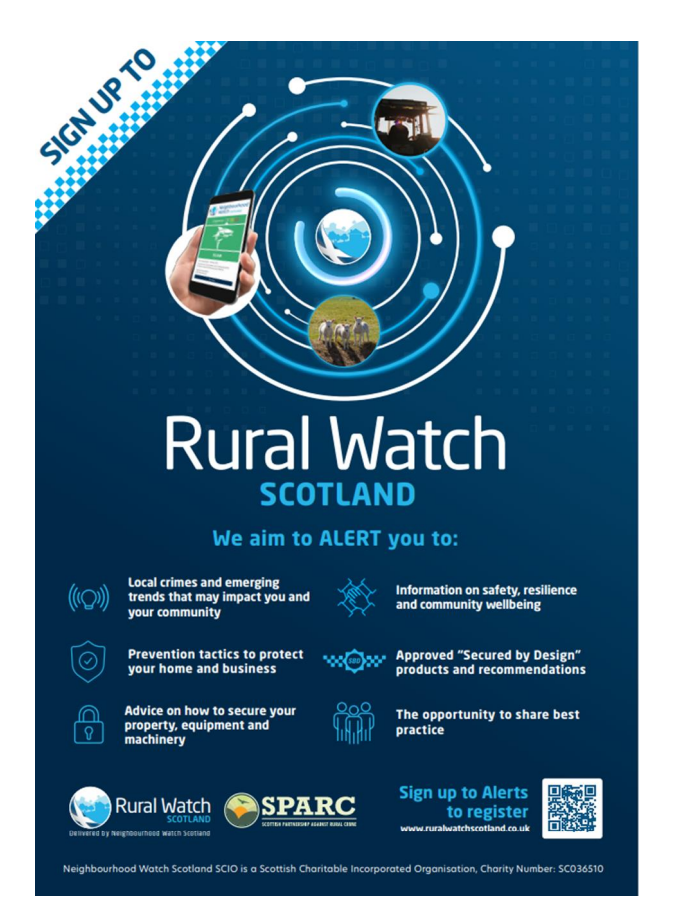 SIGN UP TO
Rural Watch
SCOTLAND
We aim to ALERT you to:
Local crimes and emerging
trends that may impact you and
your community
Information on safety, resilience
and community wellbeing
Prevention tactics to protect
your home and business
SBD
Approved "Secured by Design"
products and recommendations
Advice on how to secure your
property, equipment and
machinery
The opportunity to share best
practice
Rural Watch
SCOTLAND
Delivered by Neighbourhood Watch Scotland
SPARC
SCOTTISH PARTNERSHIP AGAINST RURAL CRIME
Sign up to Alerts
to register
www.ruralwatchscotland.co.uk
Neighbourhood Watch Scotland SCIO is a Scottish Charitable Incorporated Organisation, Charity Number: SC036510